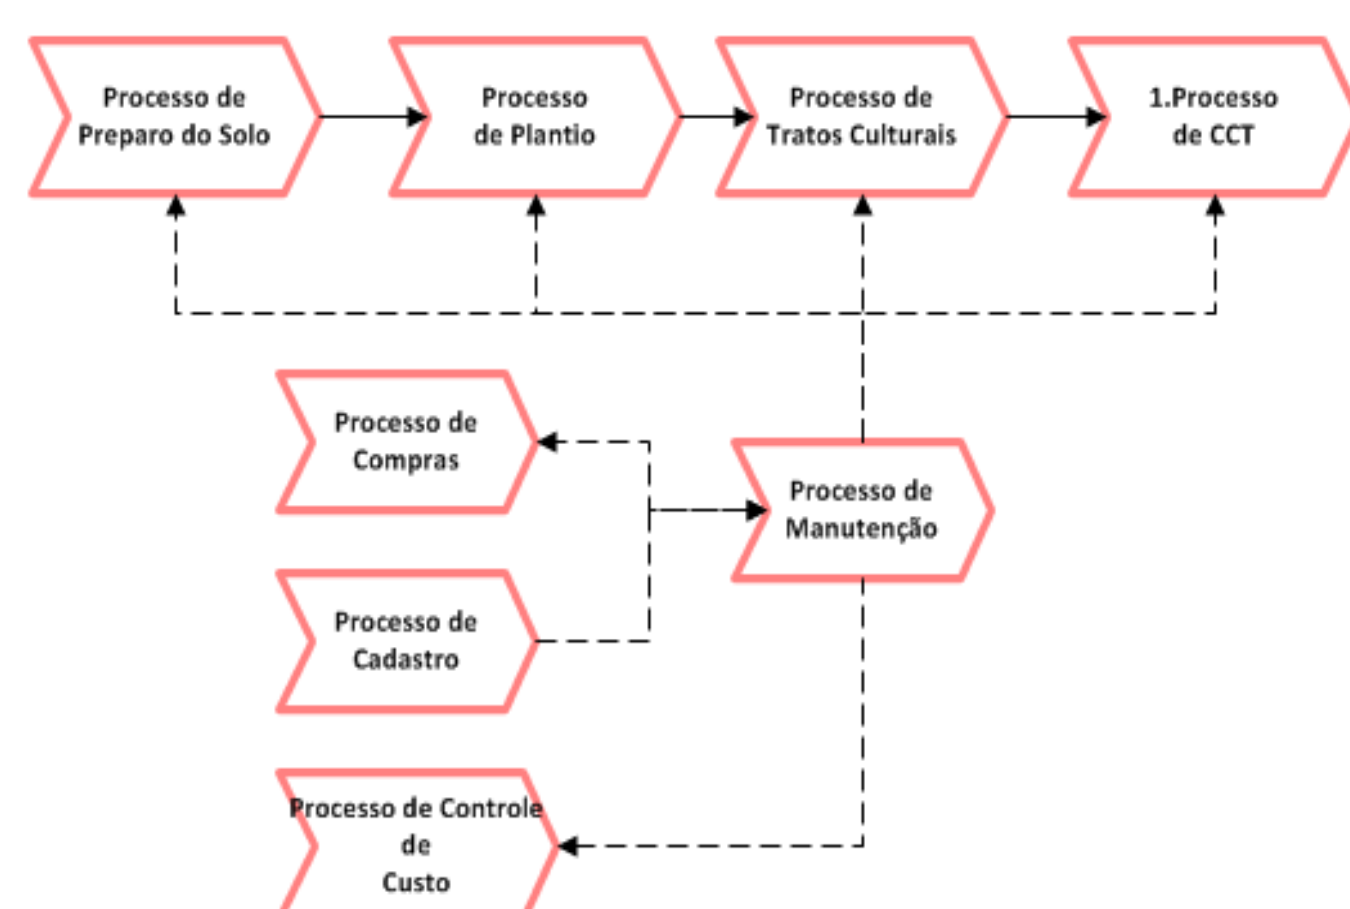 Processo de
Preparo do Solo
Processo
de Plantio
Processo de
Tratos Culturais
1.Processo
de CCT
Processo de
Compras
Processo de
Manutenção
Processo de
Cadastro
Processo de Controle
de
Custo